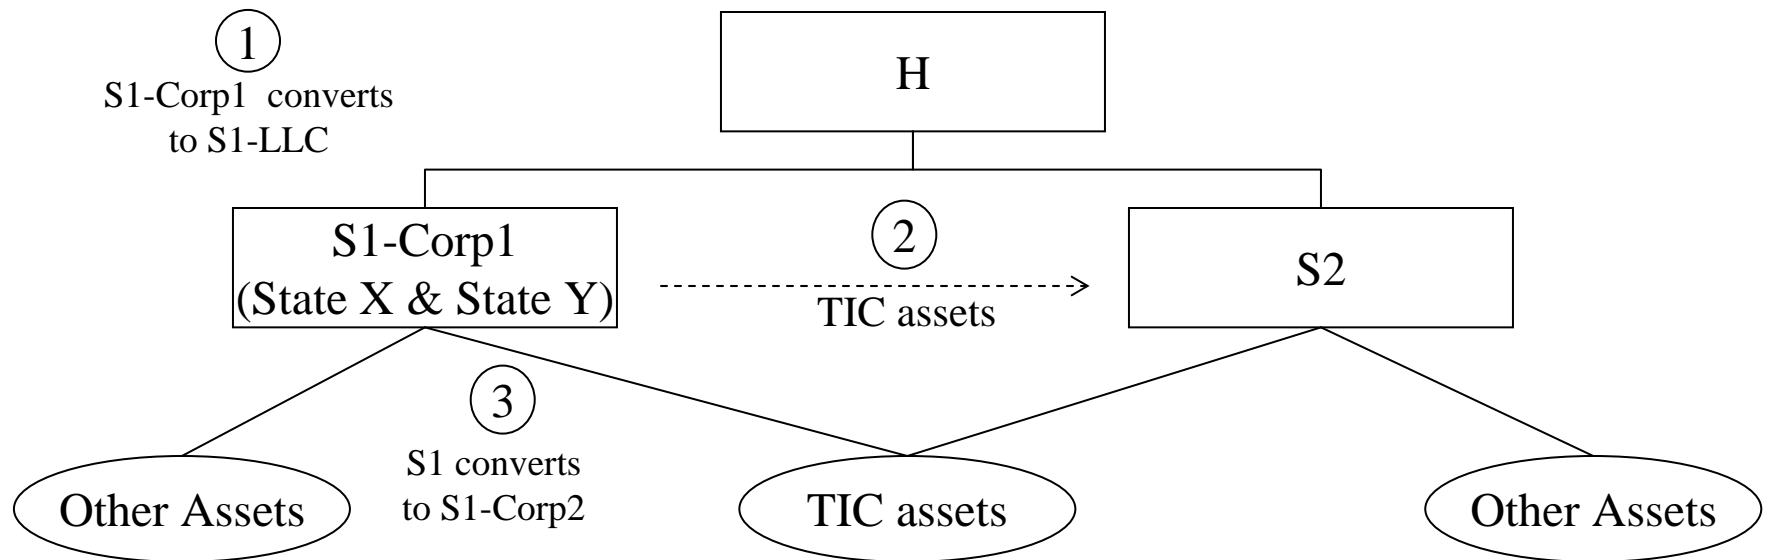 1
S1-Corp1 converts
to S1-LLC
H
S1-Corp1
(State X & State Y)
2
TIC assets
S2
3
S1 converts
to S1-Corp2
Other Assets
TIC assets
Other Assets